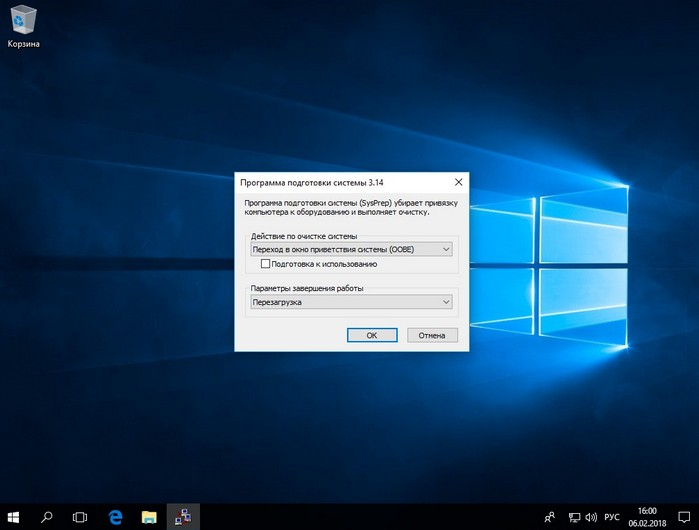 Корзина
Программа подготовки системы 3.14
Программа подготовки системы (SysPrep) убирает привязку
компьютера к оборудованию и выполняет очистку.
Действие по очистке системы
Переход в окно приветствия системы (OOBE)
Подготовка к использованию
Параметры завершения работы
Перезагрузка
OK
Отмена
РУС
16:00
06.02.2018